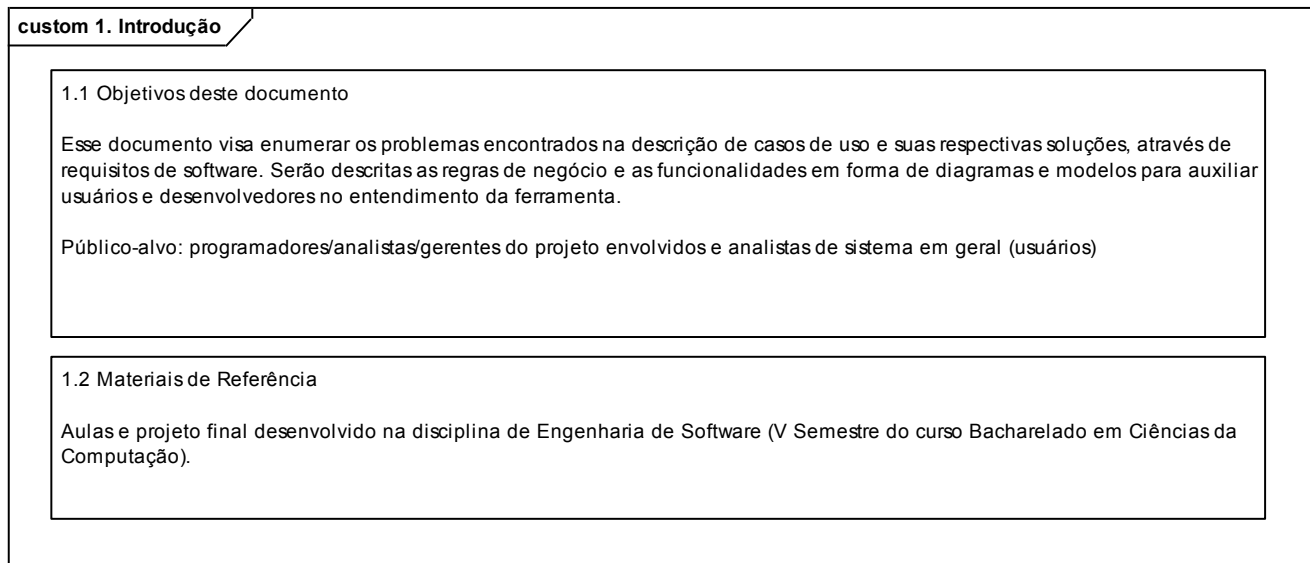 custom 1. Introdução
1.1 Objetivos deste documento
Esse documento visa enumerar os problemas encontrados na descrição de casos de uso e suas respectivas soluções, através de
requisitos de software. Serão descritas as regras de negócio e as funcionalidades em forma de diagramas e modelos para auxiliar
usuários e desenvolvedores no entendimento da ferramenta.
Público-alvo: programadores/analistas/gerentes do projeto envolvidos e analistas de sistema em geral (usuários)
1.2 Materiais de Referência
Aulas e projeto final desenvolvido na disciplina de Engenharia de Software (V Semestre do curso Bacharelado em Ciências da
Computação).